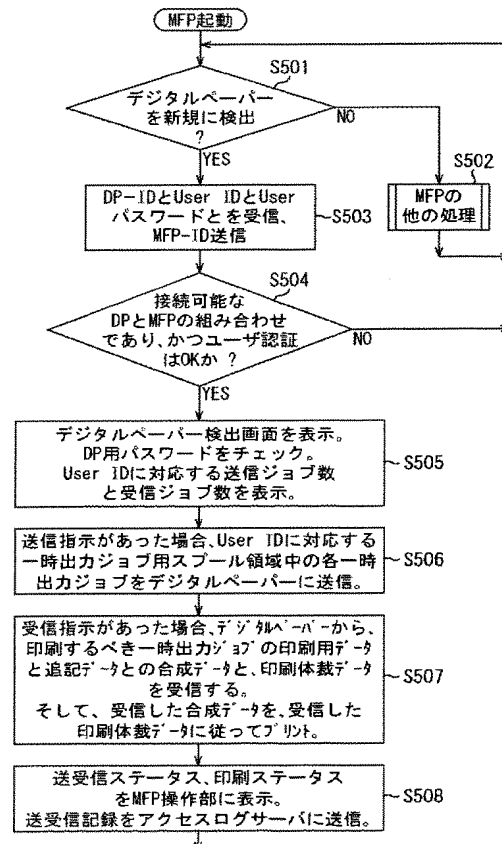 MFP起動
S501
デジタルペーパー
を新規に検出
?
NO
YES
S502
MFPの
他の処理
DP-IDとUser IDとUser
パスワードとを受信、
MFP-ID送信
S503
S504
接続可能な
DPとMFPの組み合わせ
であり、かつユーザ認証
はOKか ?
NO
YES
デジタルペーパー検出画面を表示。
DP用パスワードをチェック。
User IDに対応する送信ジョブ数
と受信ジョブ数を表示。
S505
送信指示があった場合、User IDに対応する
一時出力ジョブ用スプール領域中の各一時
出力ジョブをデジタルペーパーに送信。
S506
受信指示があった場合、デジタルペーパーから、
印刷するべき一時出力ジョブの印刷用データ
と追記データとの合成データと、印刷体裁データ
を受信する。
そして、受信した合成データを、受信した
印刷体裁データに従ってプリント。
S507
送受信ステータス、印刷ステータス
をMFP操作部に表示。
送受信記録をアクセスログサーバに送信。
S508